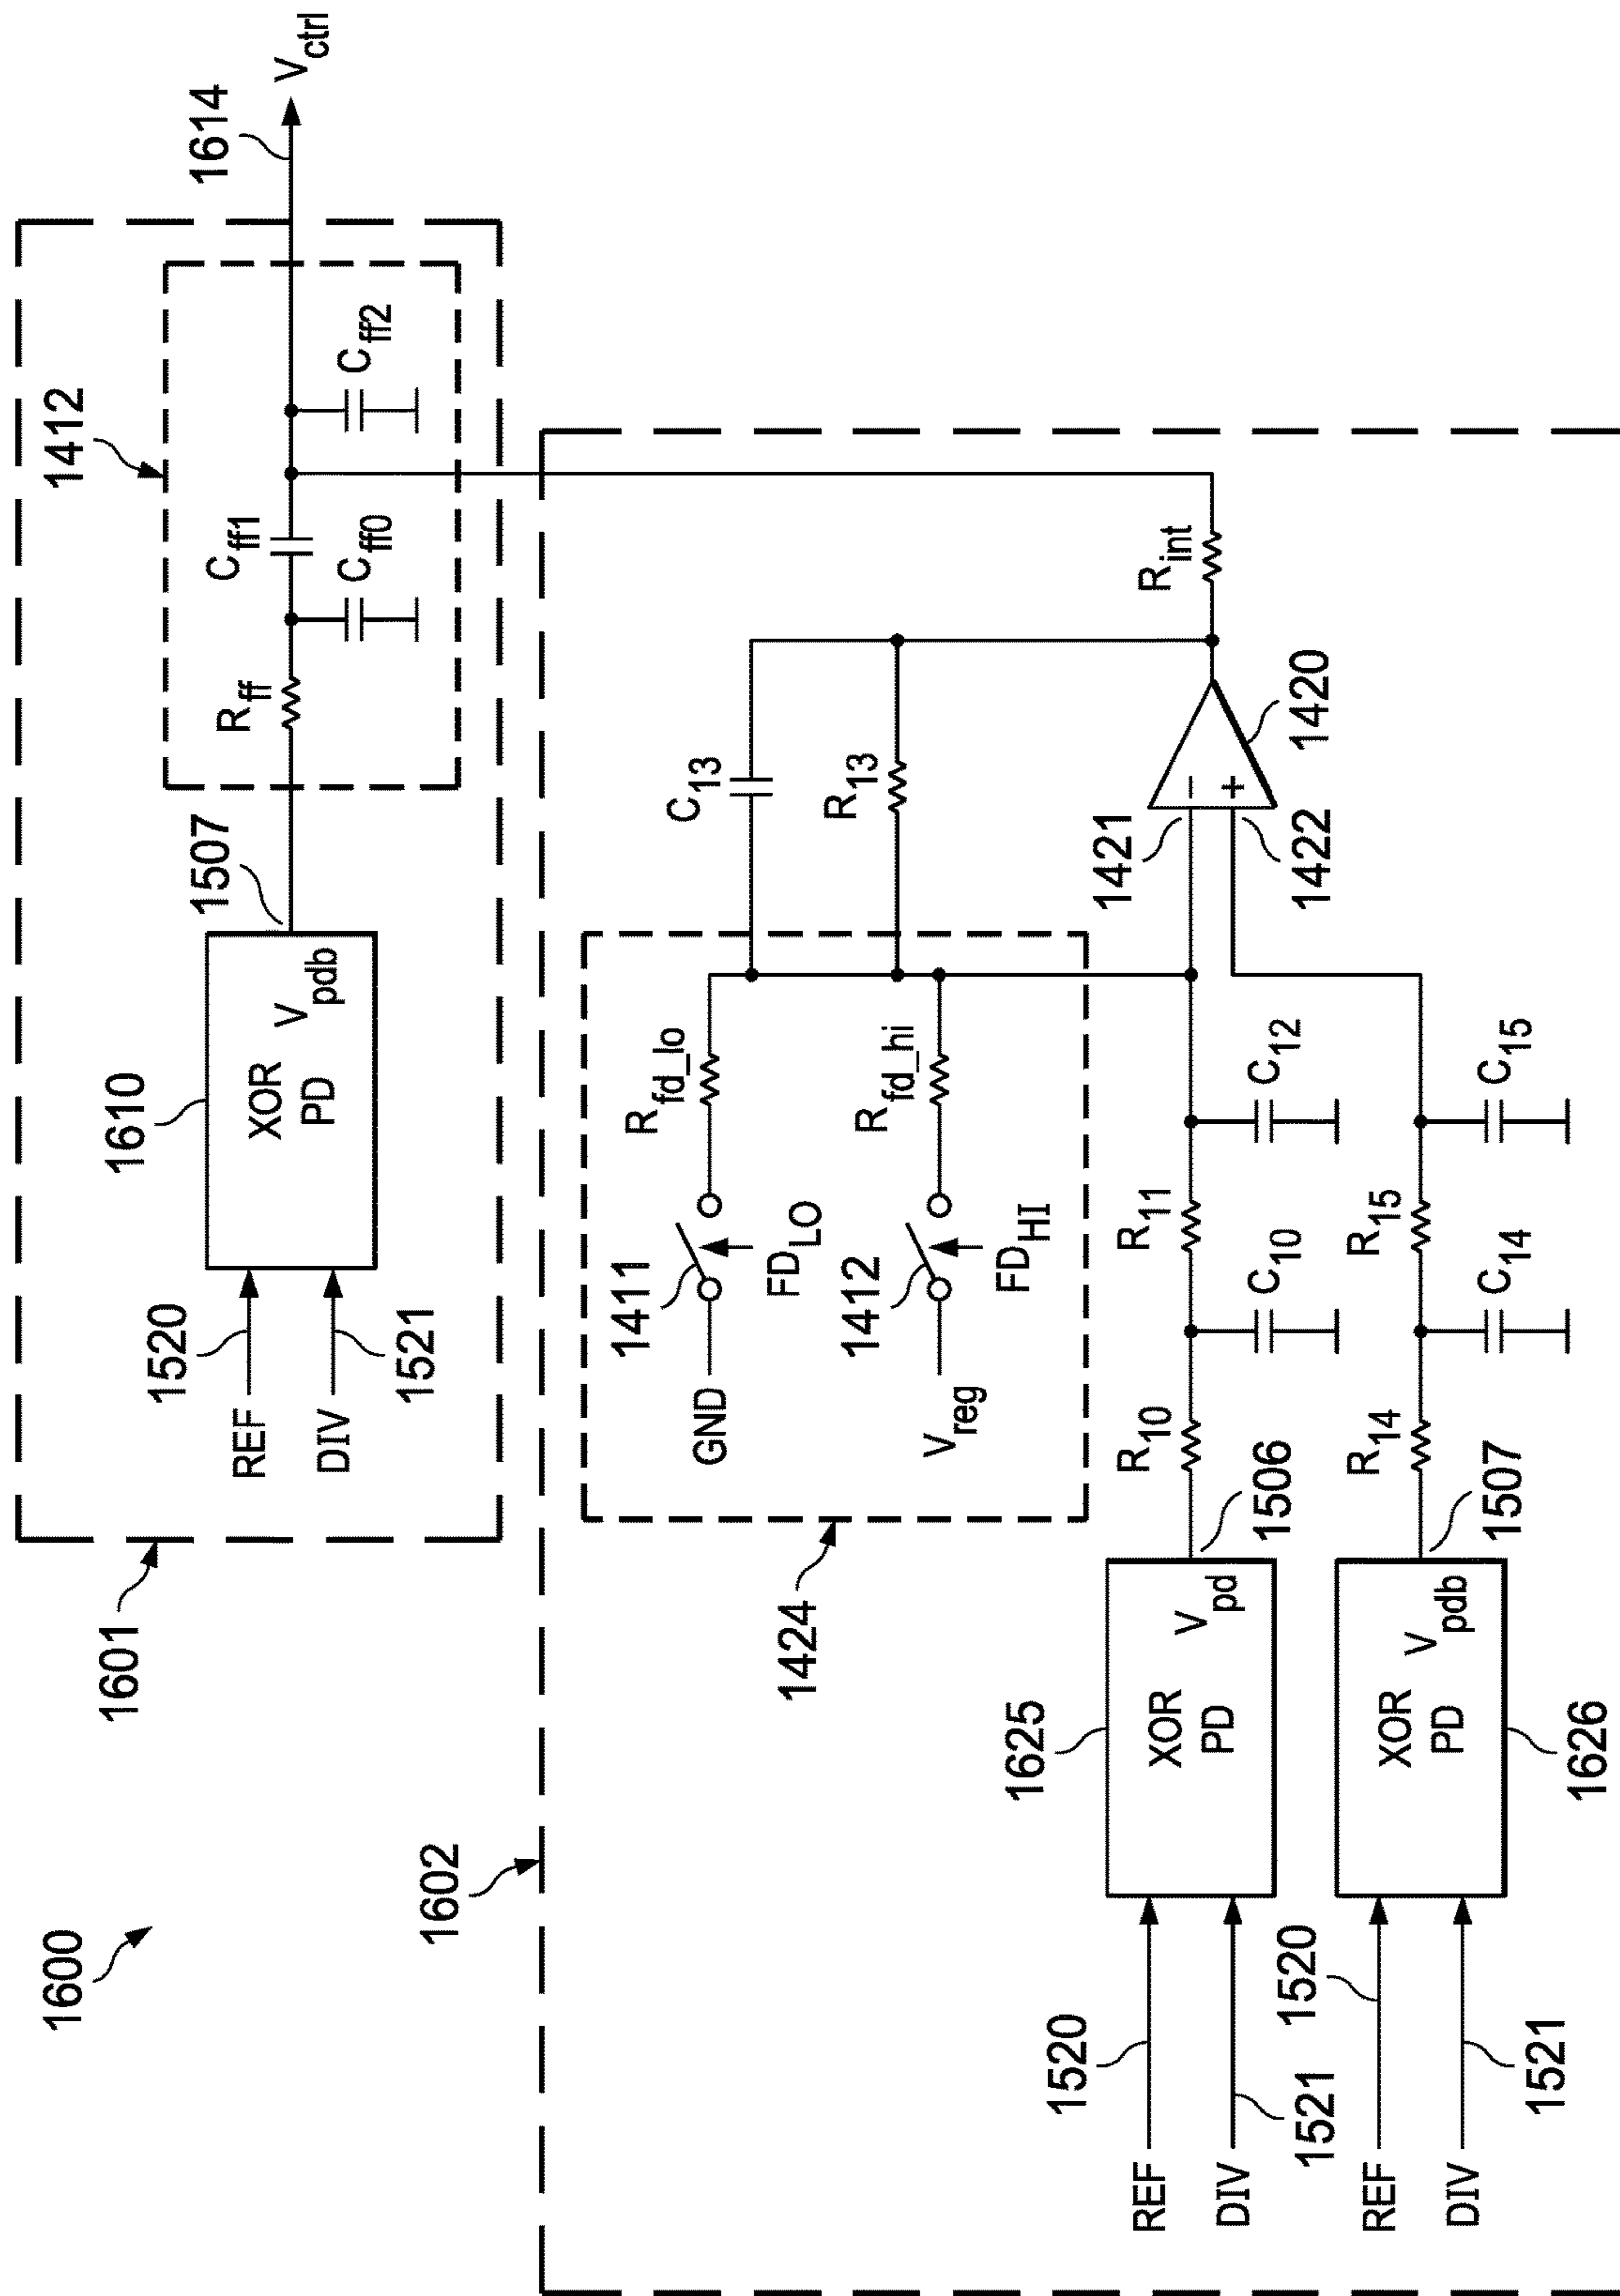 1600
1601
1520
REF
DIV
1521
1610
XOR
PD
Vpdb
1507
1412
Rff
Cff1
Cff0
Cff2
1614
Vctrl
1602
1424
GND
1411
FDLO
Rfd_lo
Vreg
1412
FDHI
Rfd_hi
C13
R13
1421
1422
1420
−
+
Rint
REF
1520
DIV
1521
1625
XOR
PD
Vpd
1506
R10
C10
R11
C12
REF
1520
DIV
1521
1626
XOR
PD
Vpdb
1507
R14
C14
R15
C15